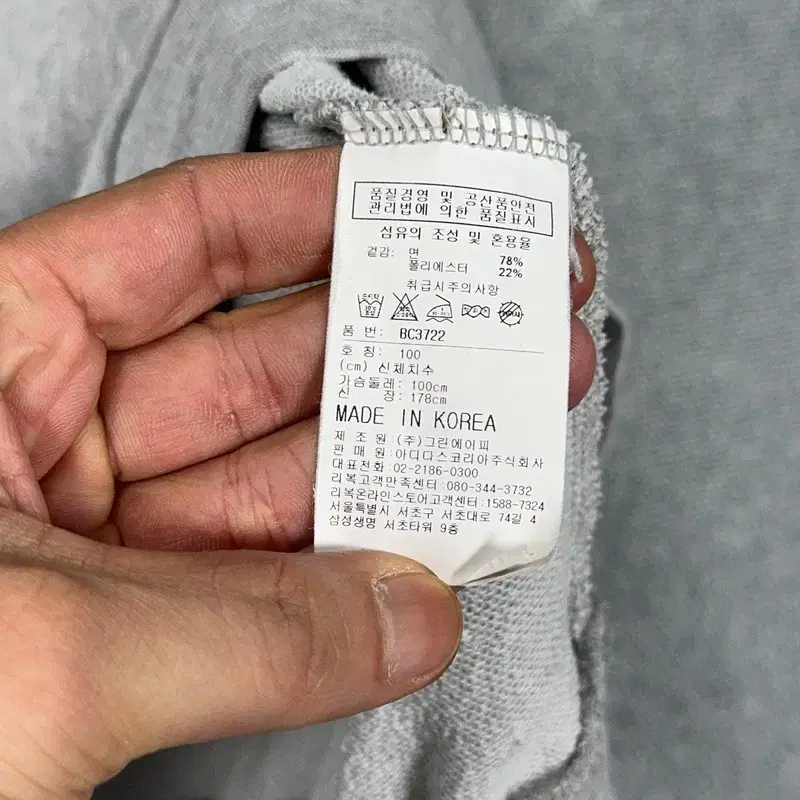 품질경영 및 공산품안전
관리법에 의한 품질표시
섬유의 조성 및 혼용율
겉감: 면 78%
폴리에스터 22%
취급시주의사항
품 번: BC3722
호 칭: 100
(cm) 신체치수
가슴둘레: 100cm
신 장: 178cm
MADE IN KOREA
제 조 원: (주)그린에이피
판 매 원: 아디다스코리아주식회사
대표전화: 02-2186-0300
리복고객만족센터: 080-344-3732
리복온라인스토어고객센터: 1588-7324
서울특별시 서초구 서초대로 74길 4
삼성생명 서초타워 9층